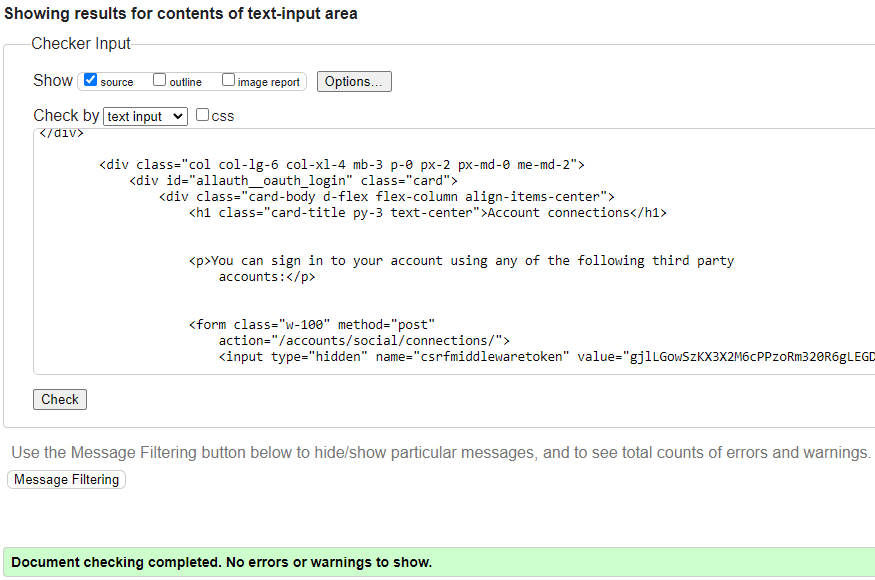 Showing results for contents of text-input area
Checker Input
Show source outline image report Options...
Check by text input css
</div>
<div class="col col-lg-6 col-xl-4 mb-3 p-0 px-2 px-md-0 me-md-2">
<div id="allauth__oauth_login" class="card">
<div class="card-body d-flex flex-column align-items-center">
<h1 class="card-title py-3 text-center">Account connections</h1>
<p>You can sign in to your account using any of the following third party
accounts:</p>
<form class="w-100" method="post"
action="/accounts/social/connections/">
<input type="hidden" name="csrfmiddlewaretoken" value="gjlLGowSzKX3X2M6cPPzoRm320R6gLEGD
Check
Use the Message Filtering button below to hide/show particular messages, and to see total counts of errors and warnings.
Message Filtering
Document checking completed. No errors or warnings to show.